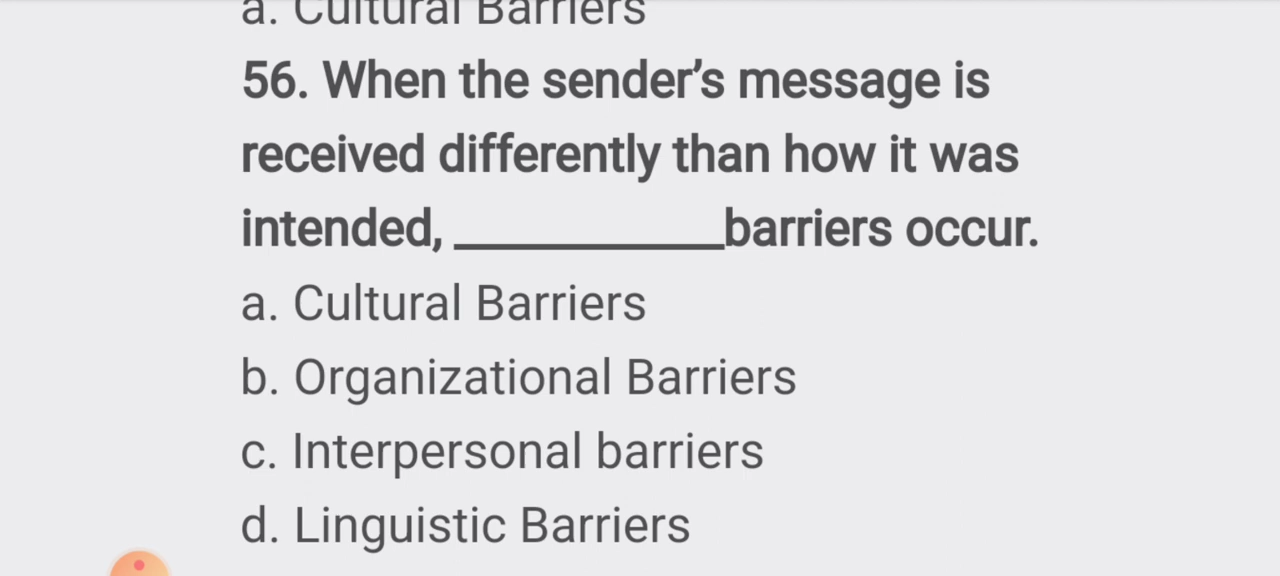 a. Cultural Barriers
56. When the sender’s message is
received differently than how it was
intended, ___________barriers occur.
a. Cultural Barriers
b. Organizational Barriers
c. Interpersonal barriers
d. Linguistic Barriers